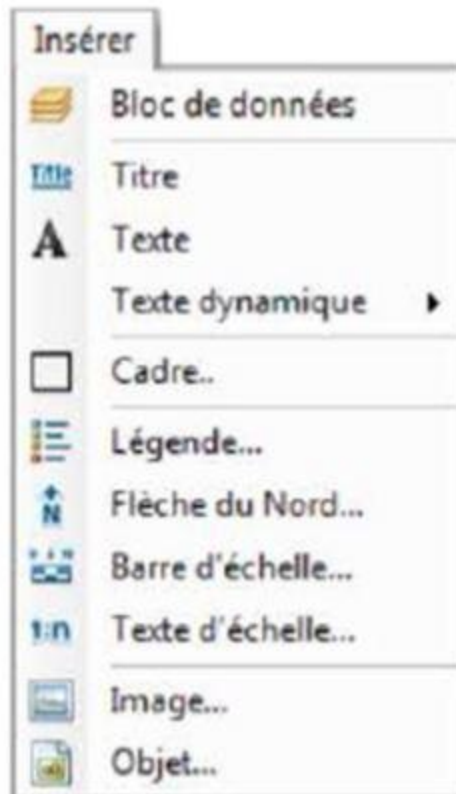 Insérer
Bloc de données
Title Titre
A Texte
Texte dynamique
Cadre..
Légende...
N Flèche du Nord...
Barre d'échelle...
1:n Texte d'échelle...
Image...
Objet...